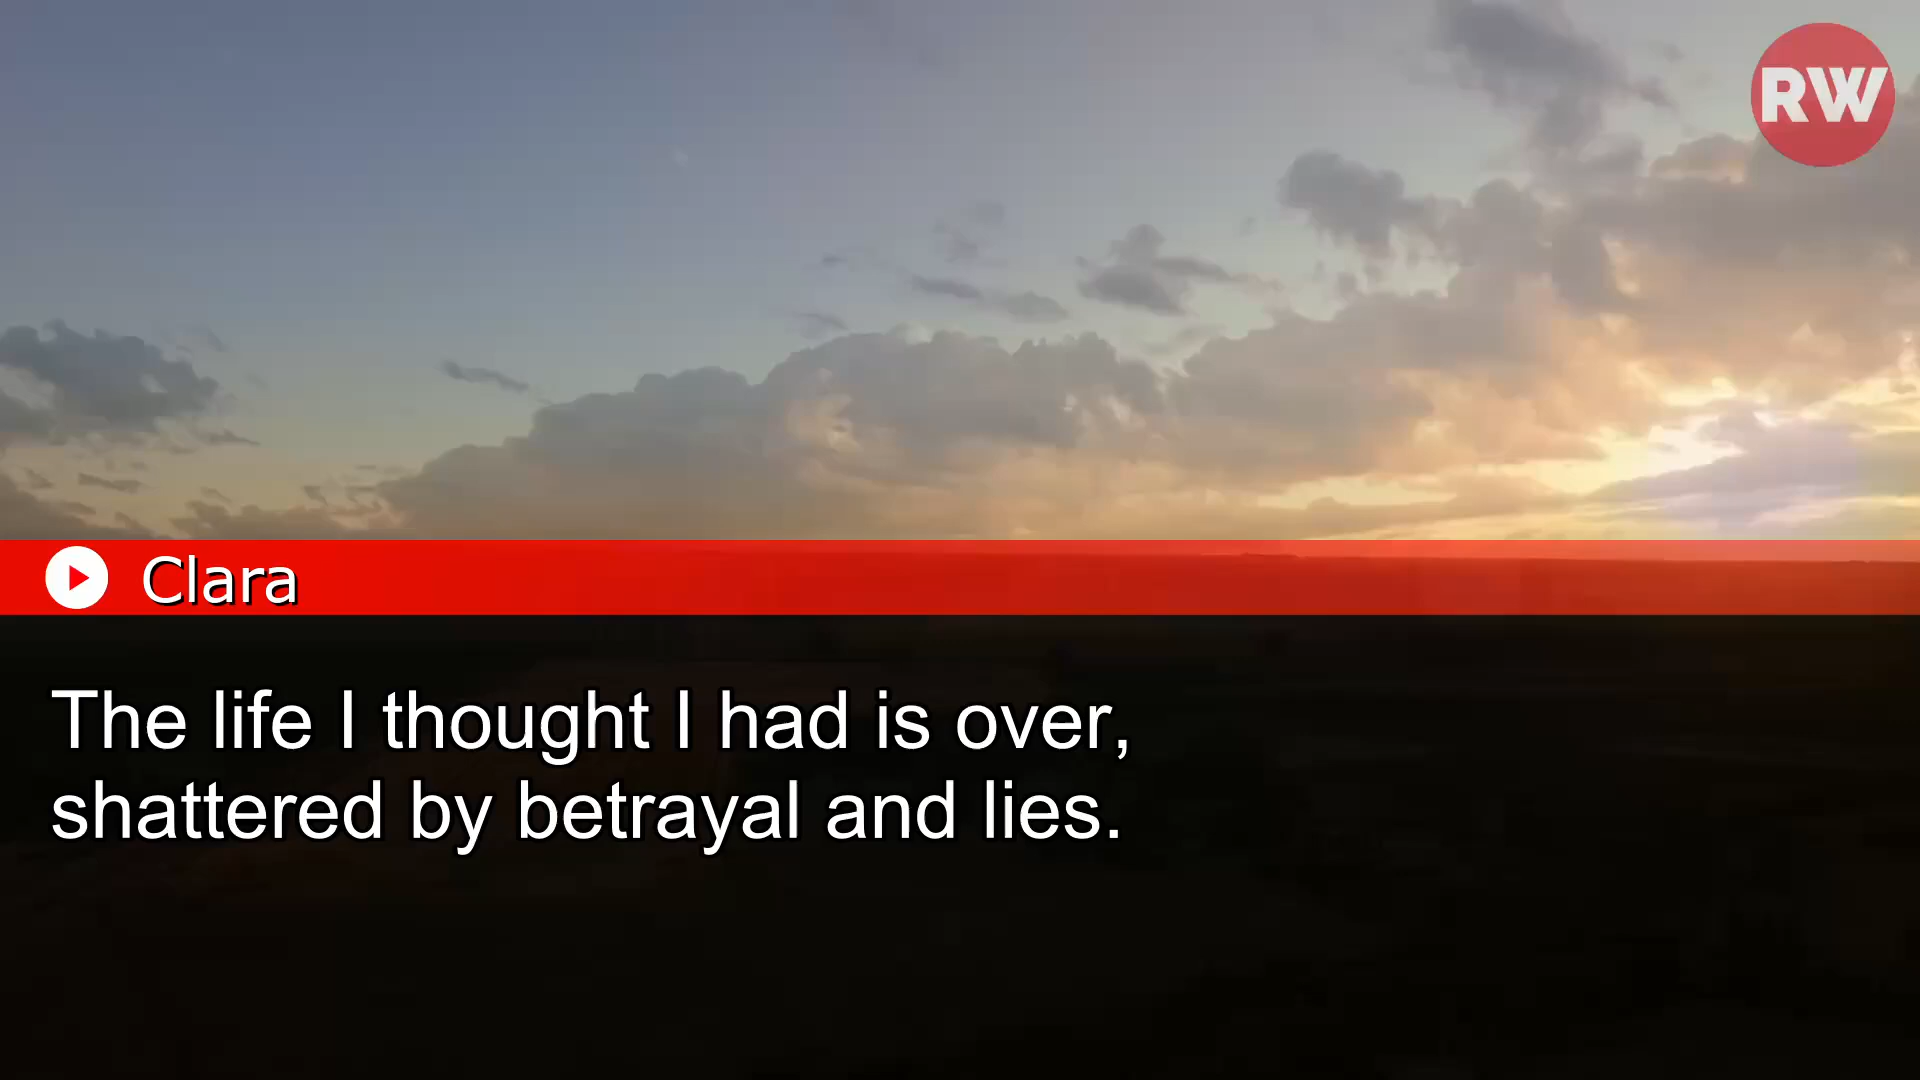 RW
Clara
The life I thought I had is over,
shattered by betrayal and lies.